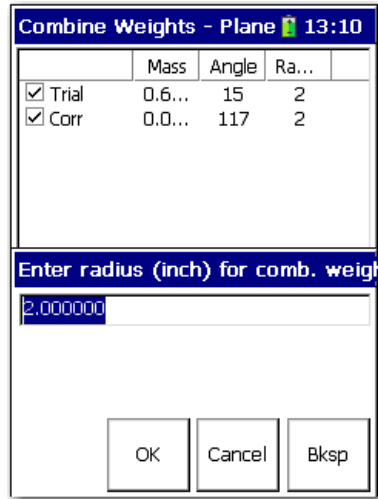 Combine Weights - Plane 13:10
Mass Angle Ra...
Trial 0.6... 15 2
Corr 0.0... 117 2
Enter radius (inch) for comb. weigh
2.000000
OK Cancel Bksp